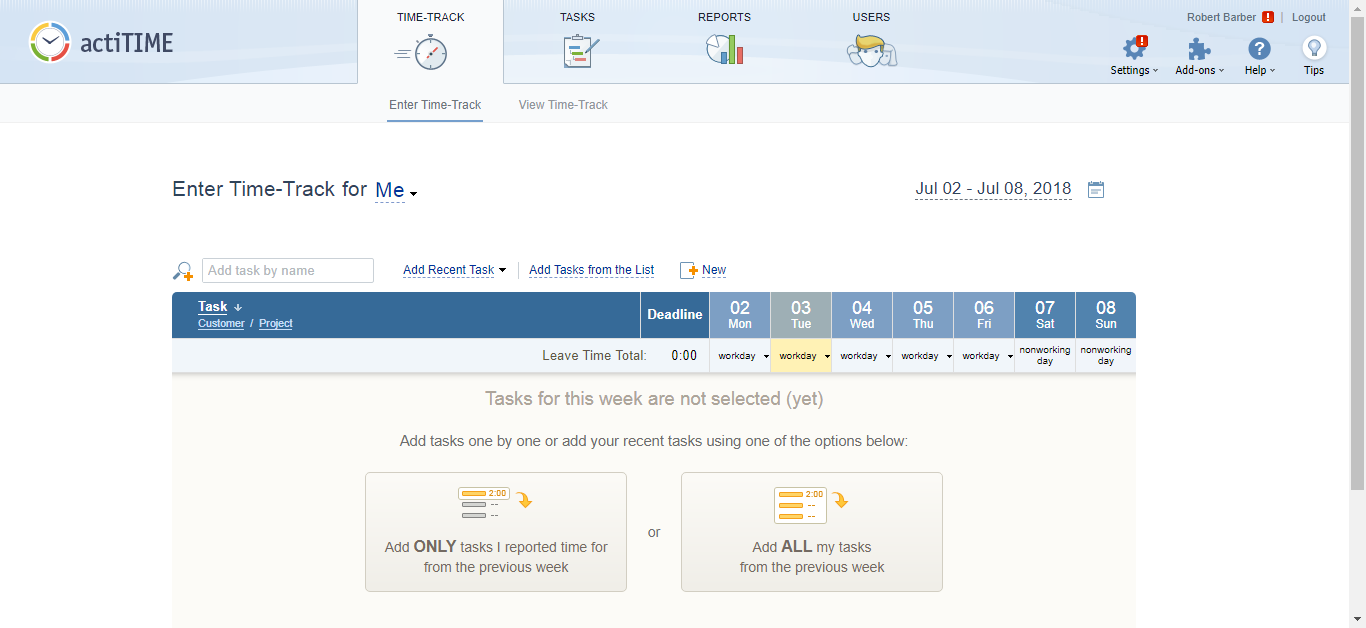 actiTIME
TIME-TRACK
TASKS
REPORTS
USERS
Robert Barber ! | Logout
Settings
Add-ons
Help
Tips
Enter Time-Track
View Time-Track
Enter Time-Track for Me
Jul 02 - Jul 08, 2018
Add task by name
Add Recent Task
Add Tasks from the List
New
Task ↓
Customer / Project
Deadline
02
Mon
03
Tue
04
Wed
05
Thu
06
Fri
07
Sat
08
Sun
Leave Time Total: 0:00
workday
workday
workday
workday
workday
nonworking
day
nonworking
day
Tasks for this week are not selected (yet)
Add tasks one by one or add your recent tasks using one of the options below:
2:00
--
--
Add ONLY tasks I reported time for
from the previous week
or
2:00
--
--
Add ALL my tasks
from the previous week